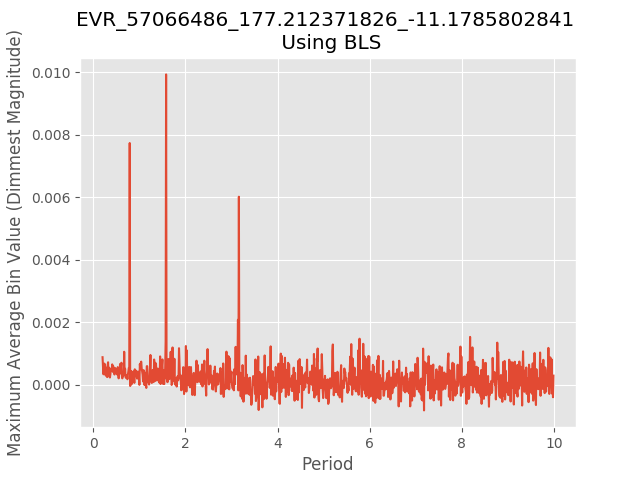 EVR_57066486_177.212371826_-11.1785802841
Using BLS
Maximum Average Bin Value (Dimmest Magnitude)
0.010
0.008
0.006
0.004
0.002
0.000
0 2 4 6 8 10
Period